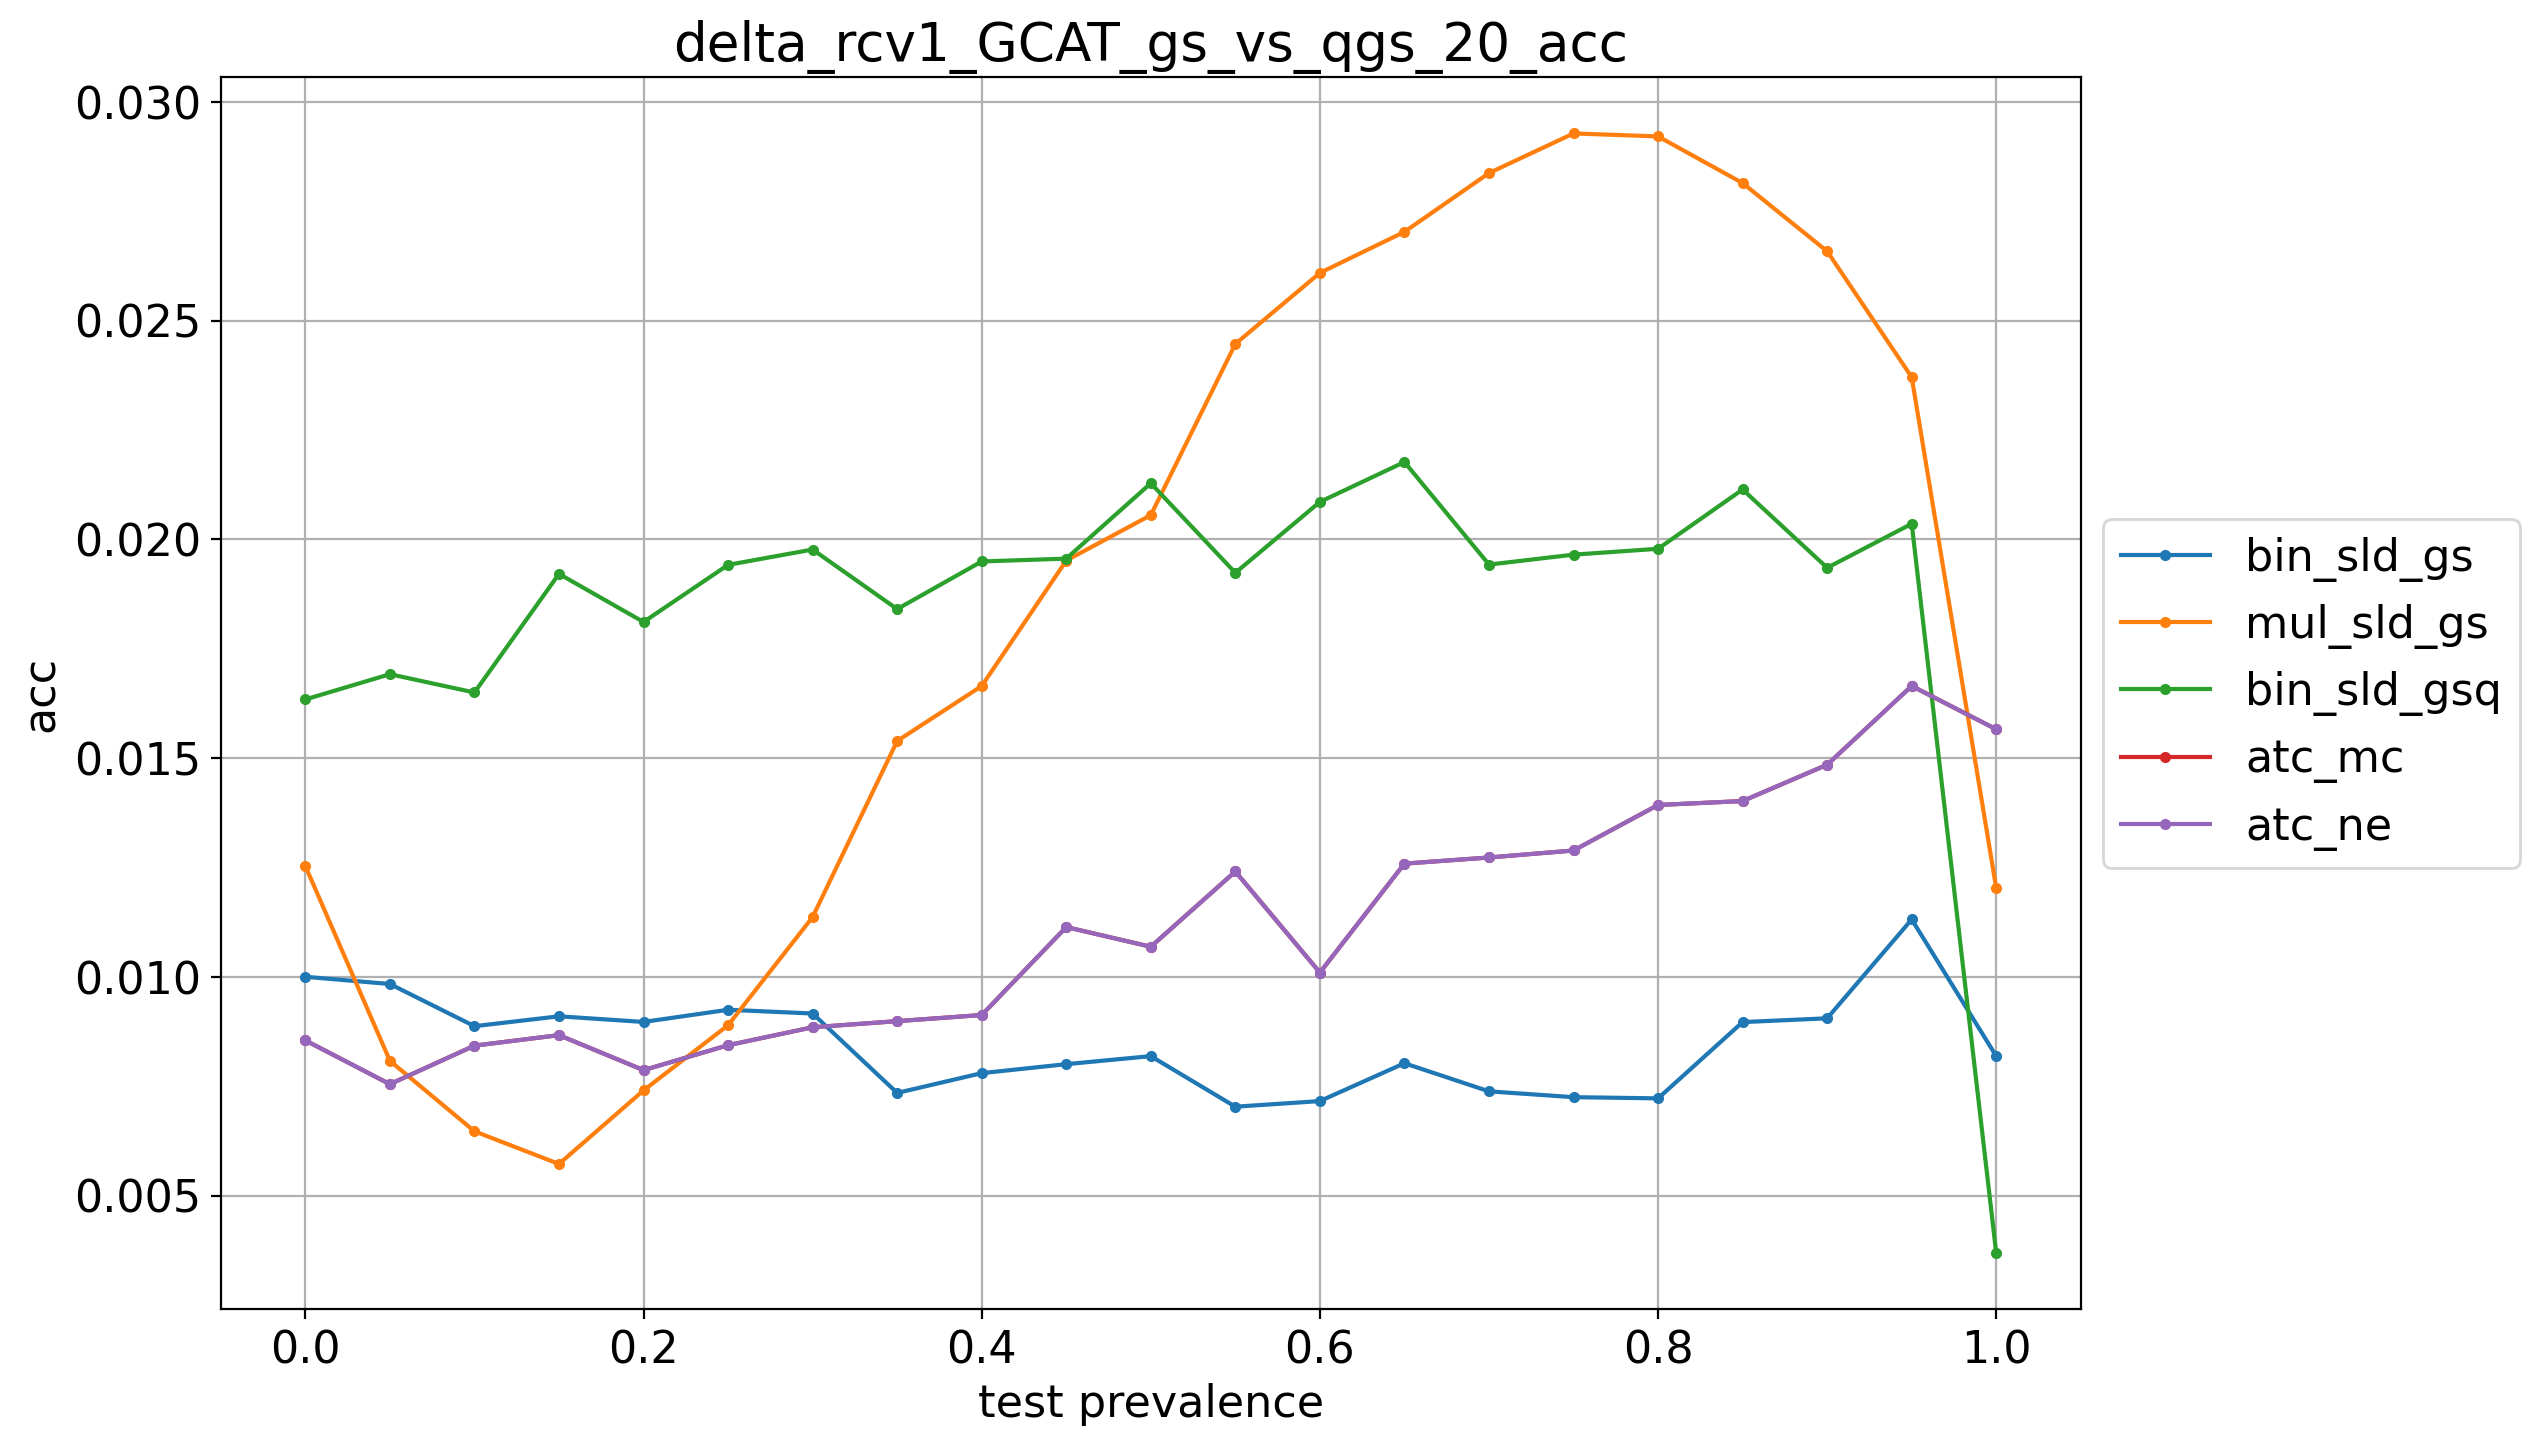 delta_rcv1_GCAT_gs_vs_qgs_20_acc
0.030
0.025
0.020
0.015
0.010
0.005
acc
0.0 0.2 0.4 0.6 0.8 1.0
test prevalence
bin_sld_gs
mul_sld_gs
bin_sld_gsq
atc_mc
atc_ne